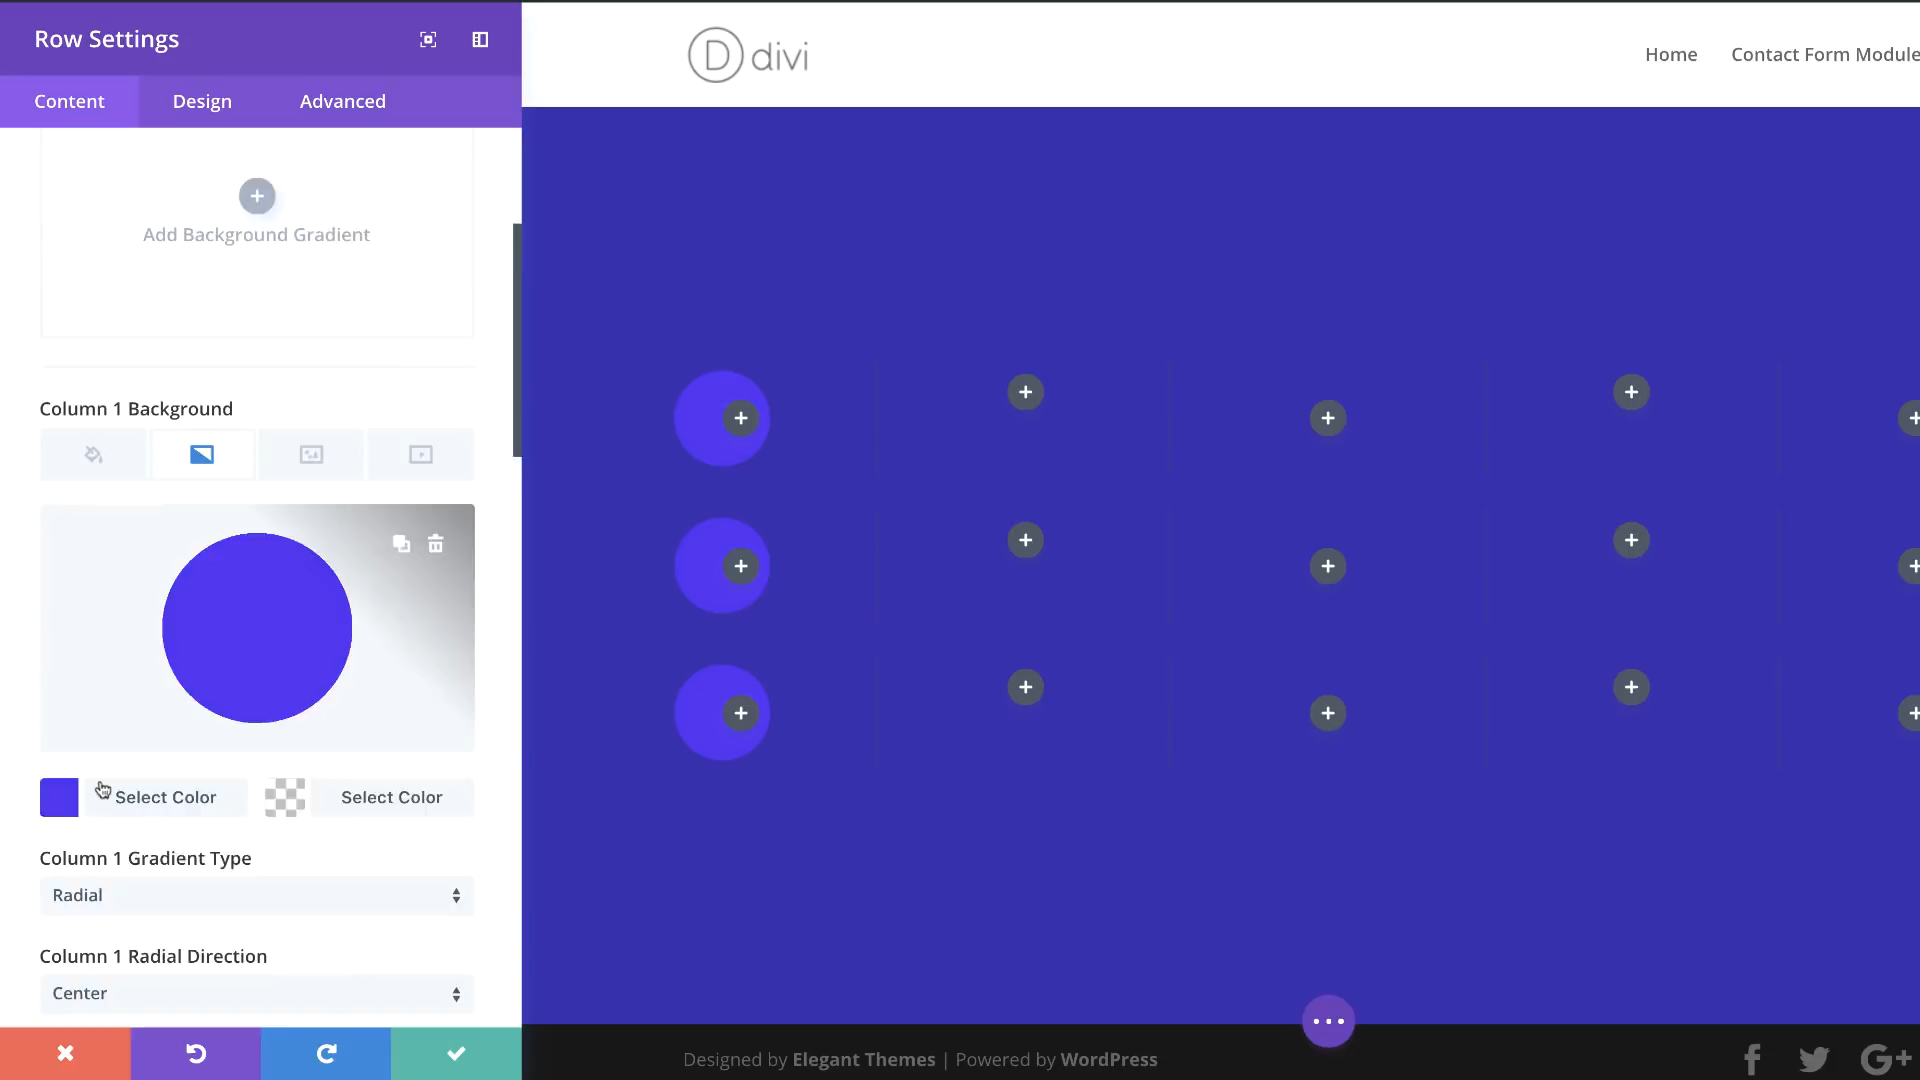 Row Settings
Content Design Advanced
Add Background Gradient
Column 1 Background
Select Color Select Color
Column 1 Gradient Type
Radial
Column 1 Radial Direction
Center
D divi
Home Contact Form Module
Designed by Elegant Themes | Powered by WordPress
G+